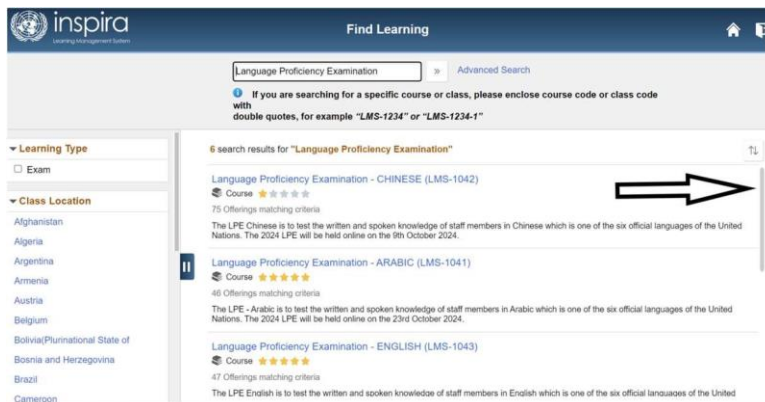 inspira
Learning Management System
Find Learning
Language Proficiency Examination
»
Advanced Search
If you are searching for a specific course or class, please enclose course code or class code
with
double quotes, for example "LMS-1234" or "LMS-1234-1"
Learning Type
Exam
Class Location
Afghanistan
Algeria
Argentina
Armenia
Austria
Belgium
Bolivia(Plurinational State of
Bosnia and Herzegovina
Brazil
Cameroon
6 search results for "Language Proficiency Examination"
Language Proficiency Examination - CHINESE (LMS-1042)
Course
75 Offerings matching criteria
The LPE Chinese is to test the written and spoken knowledge of staff members in Chinese which is one of the six official languages of the United
Nations. The 2024 LPE will be held online on the 9th October 2024.
Language Proficiency Examination - ARABIC (LMS-1041)
Course
46 Offerings matching criteria
The LPE - Arabic is to test the written and spoken knowledge of staff members in Arabic which is one of the six official languages of the United
Nations. The 2024 LPE will be held online on the 23rd October 2024.
Language Proficiency Examination - ENGLISH (LMS-1043)
Course
47 Offerings matching criteria
The LPE English is to test the written and spoken knowledge of staff members in English which is one of the six official languages of the United